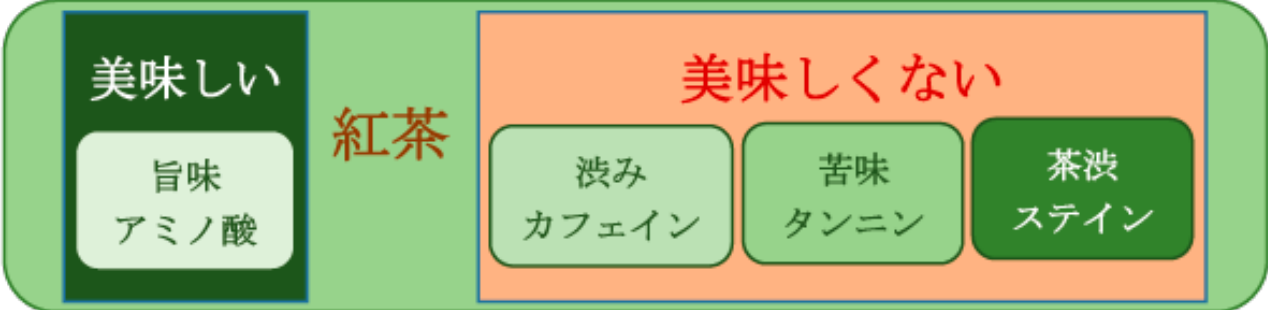 美味しい
旨味
アミノ酸
紅茶
美味しくない
渋み
カフェイン
苦味
タンニン
茶渋
ステイン